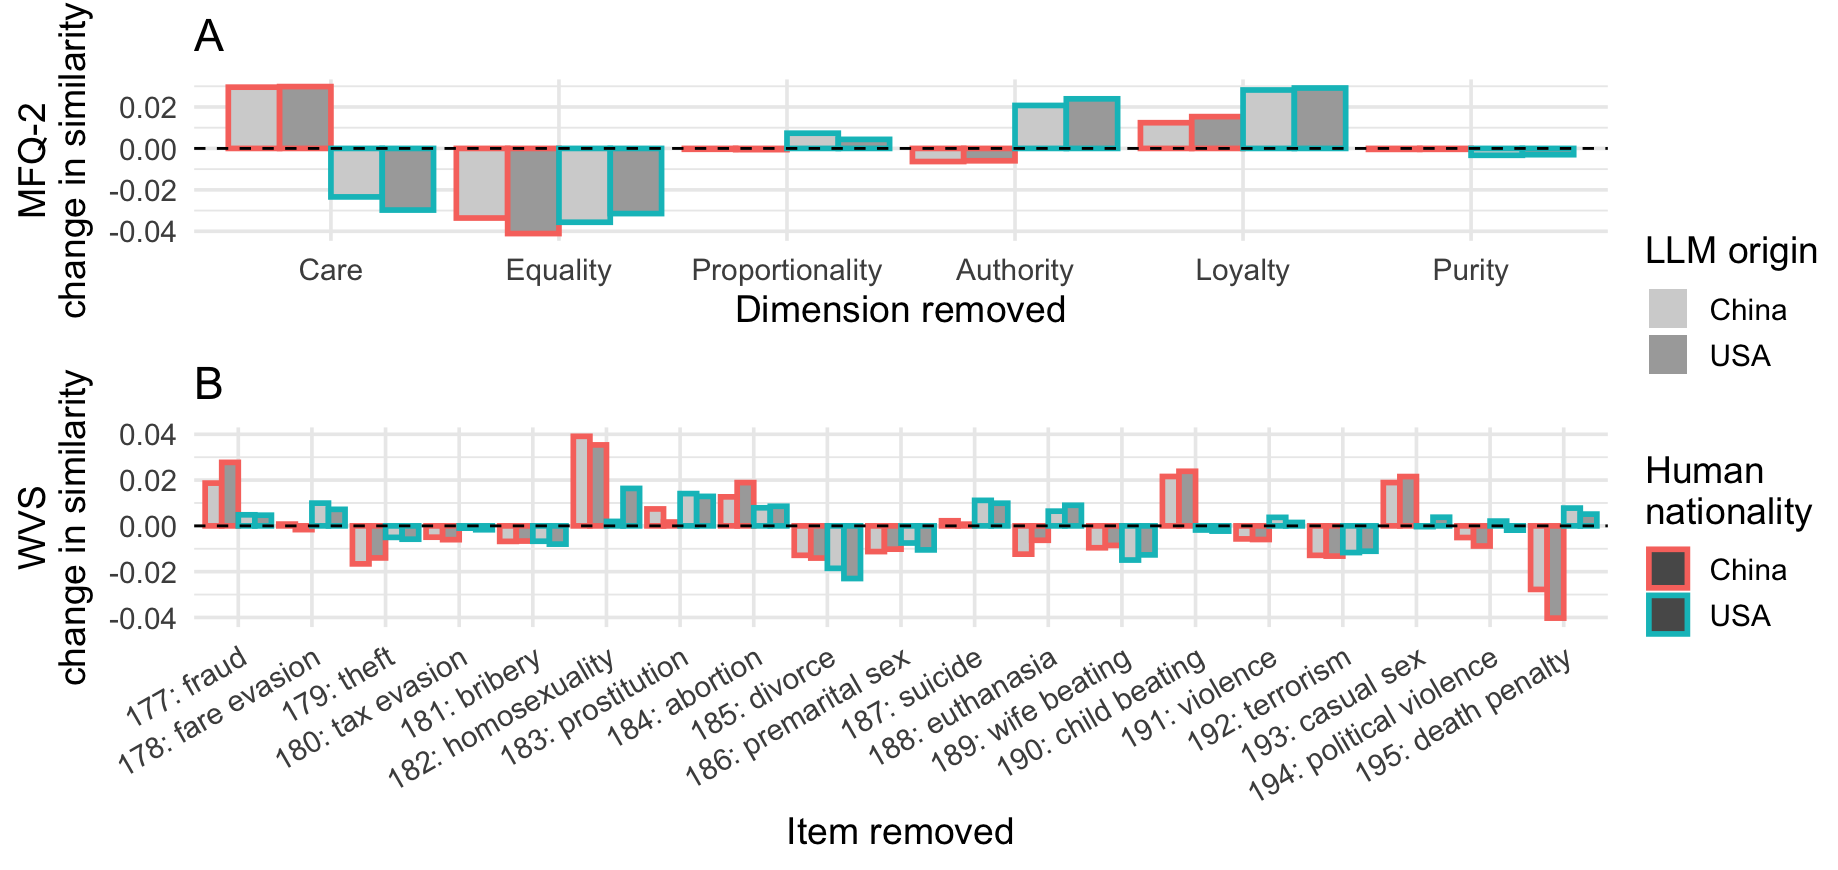 A
MFQ-2
change in similarity
0.02
0.00
-0.02
-0.04
Care
Equality
Proportionality
Authority
Loyalty
Purity
Dimension removed
B
WVS
change in similarity
0.04
0.02
0.00
-0.02
-0.04
177: fraud
178: fare evasion
179: theft
180: tax evasion
181: bribery
182: homosexuality
183: prostitution
184: abortion
185: divorce
186: premarital sex
187: suicide
188: euthanasia
189: wife beating
190: child beating
191: violence
192: terrorism
193: casual sex
194: political violence
195: death penalty
Item removed
LLM origin
China
USA
Human
nationality
China
USA